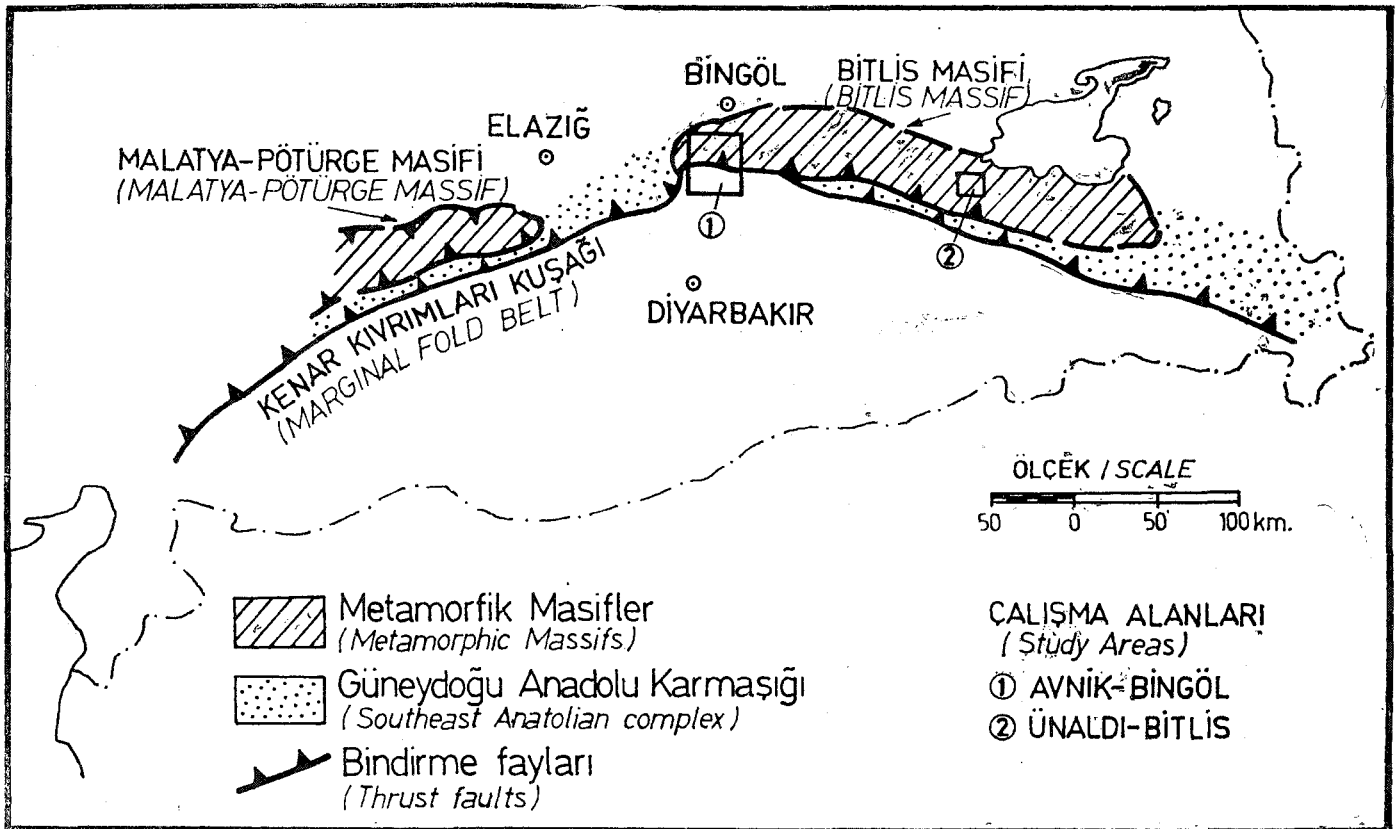 BİNGÖL
BİTLİS MASİFİ
(BİTLİS MASSIF)
ELAZIĞ
MALATYA-PÖTÜRGE MASİFİ
(MALATYA-PÖTÜRGE MASSIF)
①
②
DİYARBAKIR
KENAR KIVRIMLARI KUŞAĞI
(MARGINAL FOLD BELT)
ÖLÇEK / SCALE
50 0 50 100 km.
Metamorfik Masifler
(Metamorphic Massifs)
Güneydoğu Anadolu Karmaşığı
(Southeast Anatolian complex)
Bindirme fayları
(Thrust faults)
ÇALIŞMA ALANLARI
(Study Areas)
① AVNİK-BİNGÖL
② ÜNALDI-BİTLİS